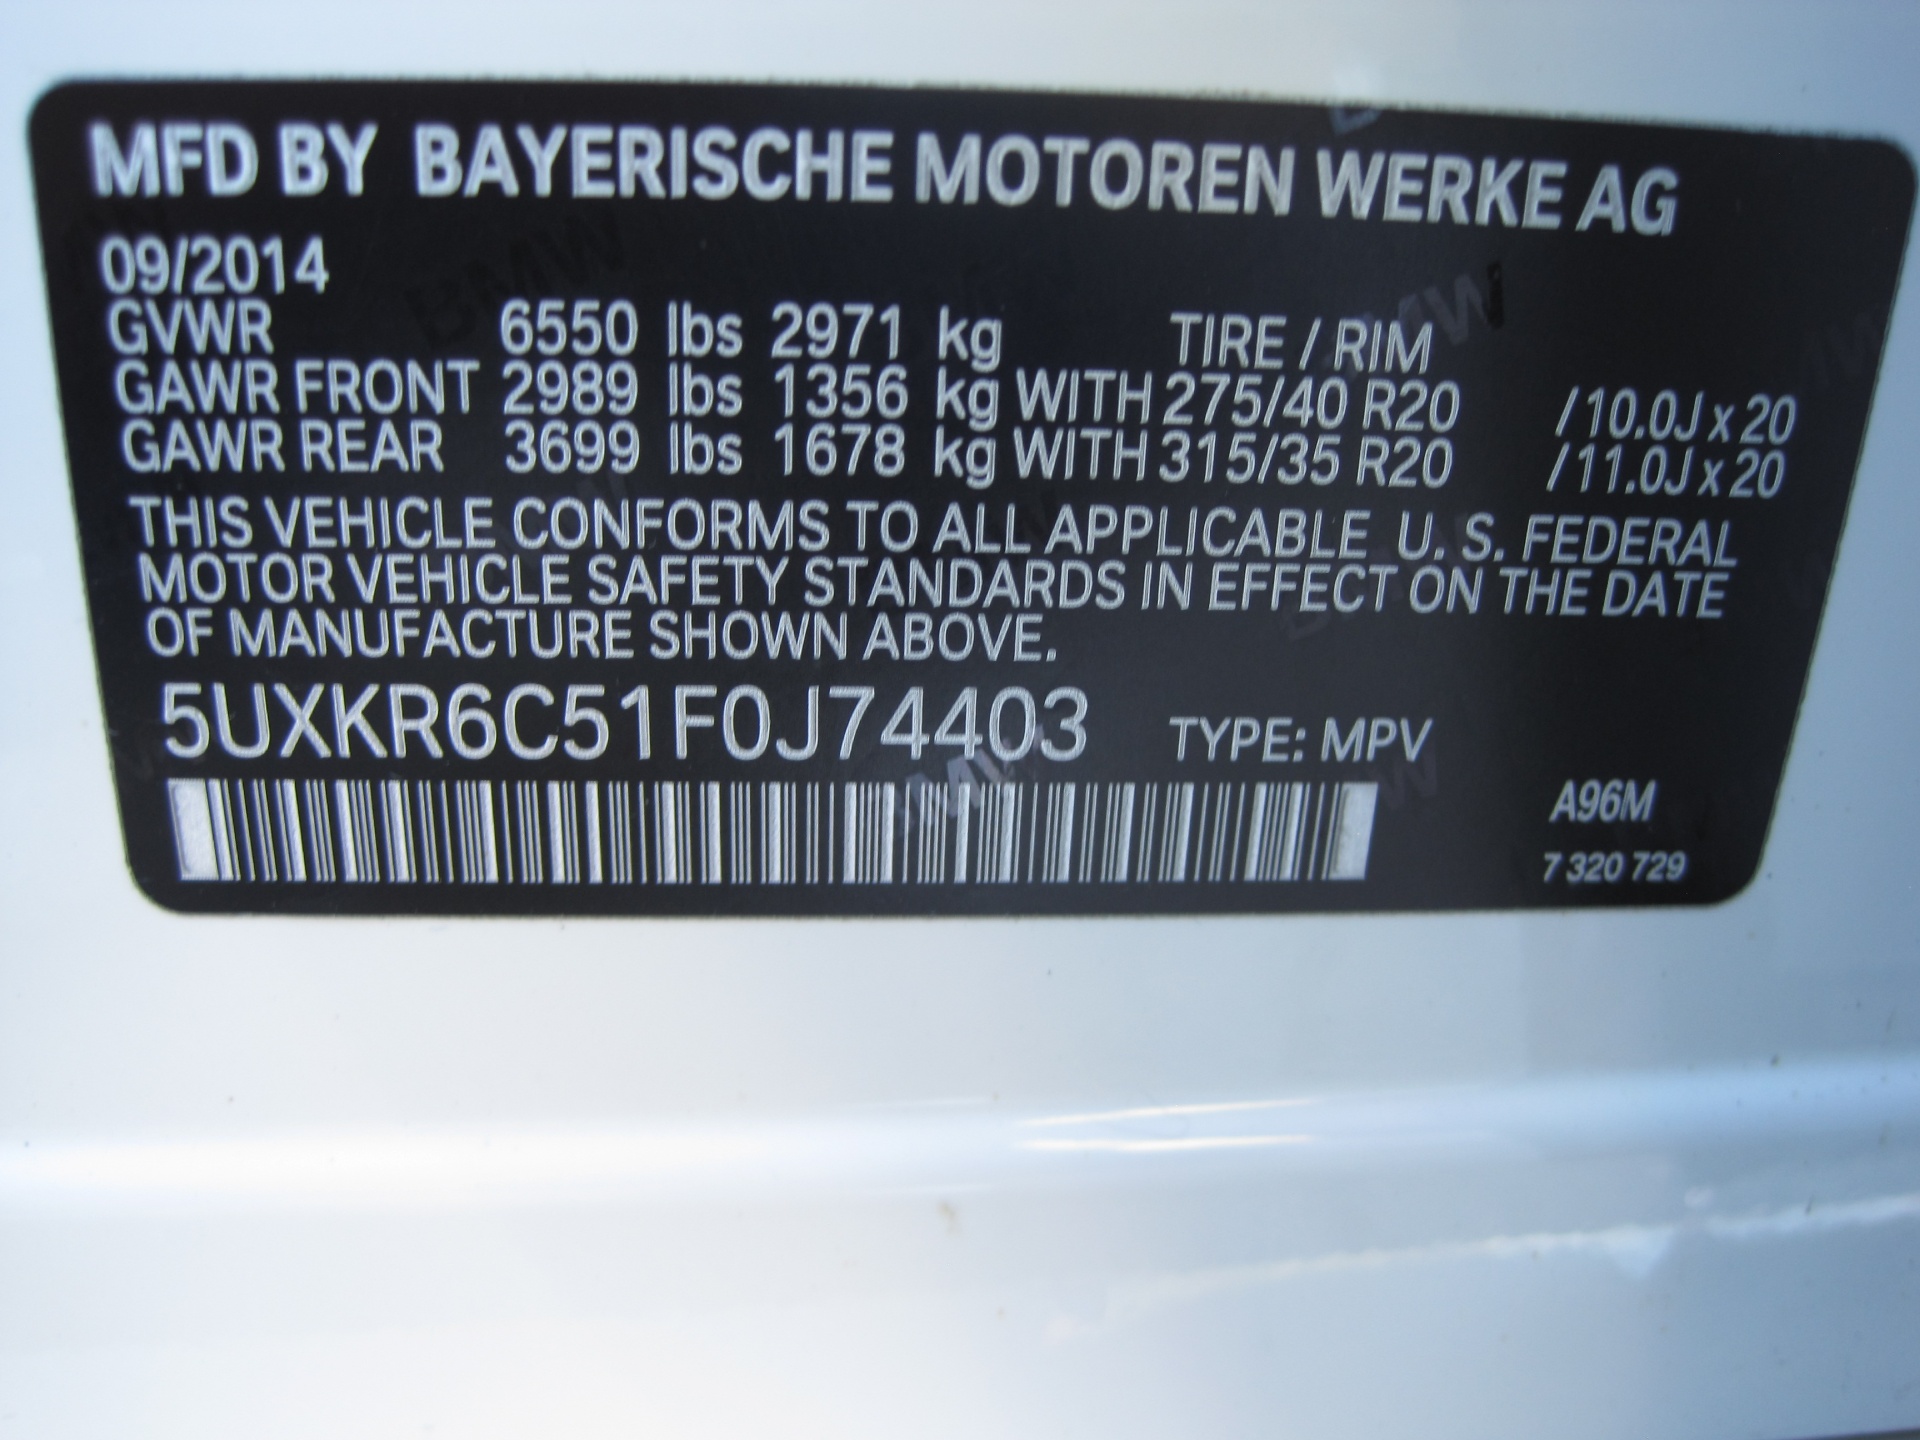 MFD BY BAYERISCHE MOTOREN WERKE AG
09/2014
GVWR 6550 lbs 2971 kg TIRE / RIM
GAWR FRONT 2989 lbs 1356 kg WITH 275/40 R20 /10.0J x 20
GAWR REAR 3699 lbs 1678 kg WITH 315/35 R20 /11.0J x 20
THIS VEHICLE CONFORMS TO ALL APPLICABLE U. S. FEDERAL
MOTOR VEHICLE SAFETY STANDARDS IN EFFECT ON THE DATE
OF MANUFACTURE SHOWN ABOVE.
5UXKR6C51F0J74403 TYPE: MPV
A96M
7 320 729